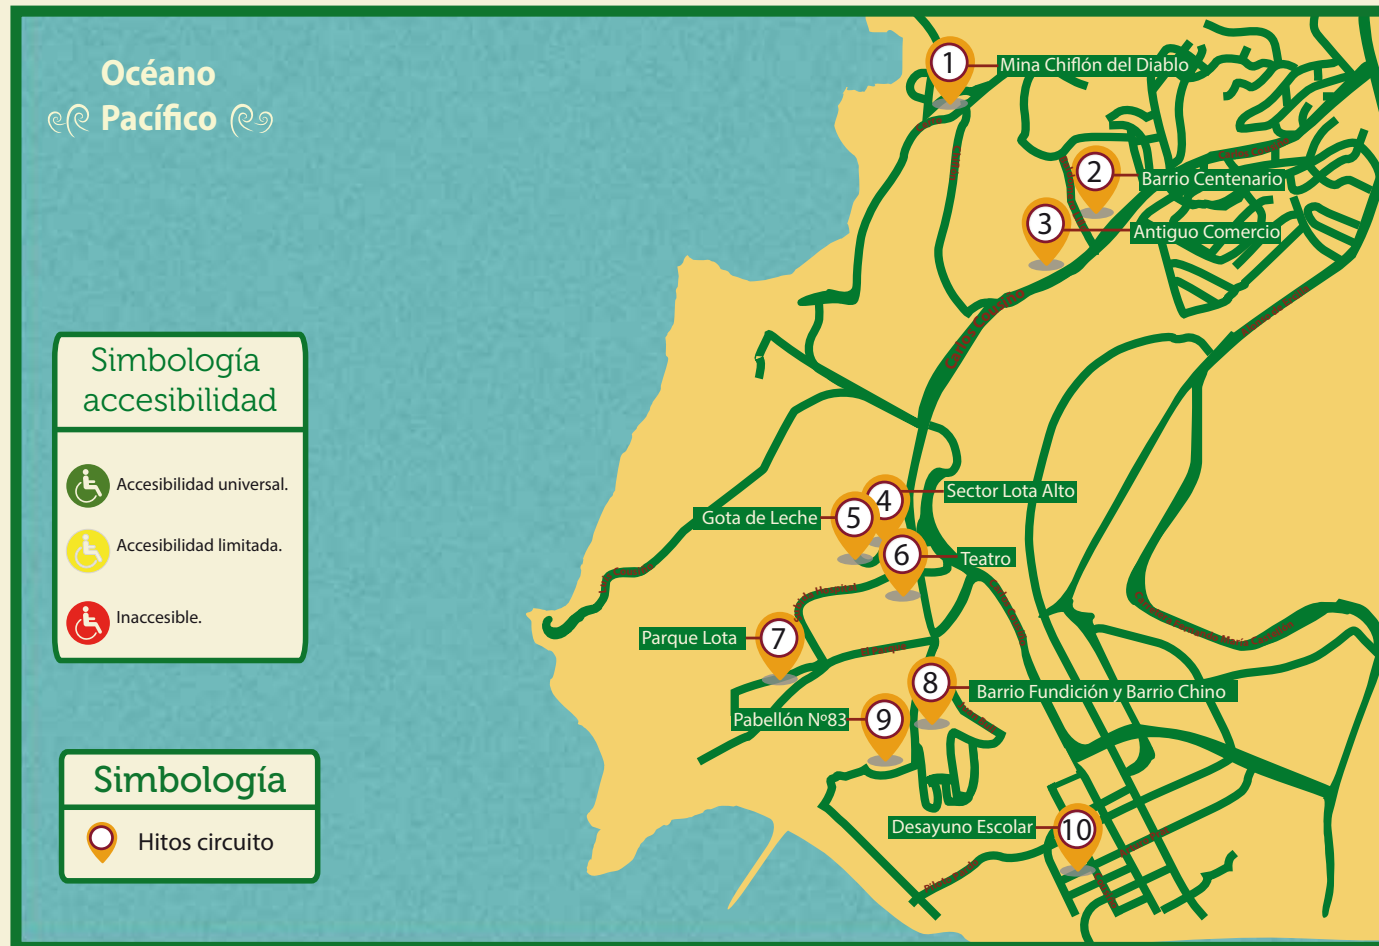 Océano
Pacífico
1
Mina Chiflón del Diablo
2
Barrio Centenario
3
Antiguo Comercio
Carlos Cousiño
Simbología
accesibilidad
Accesibilidad universal.
Accesibilidad limitada.
Inaccesible.
4
Sector Lota Alto
5
Gota de Leche
6
Teatro
7
Parque Lota
El Parque
8
Barrio Fundición y Barrio Chino
9
Pabellón Nº83
Simbología
Hitos circuito
10
Desayuno Escolar